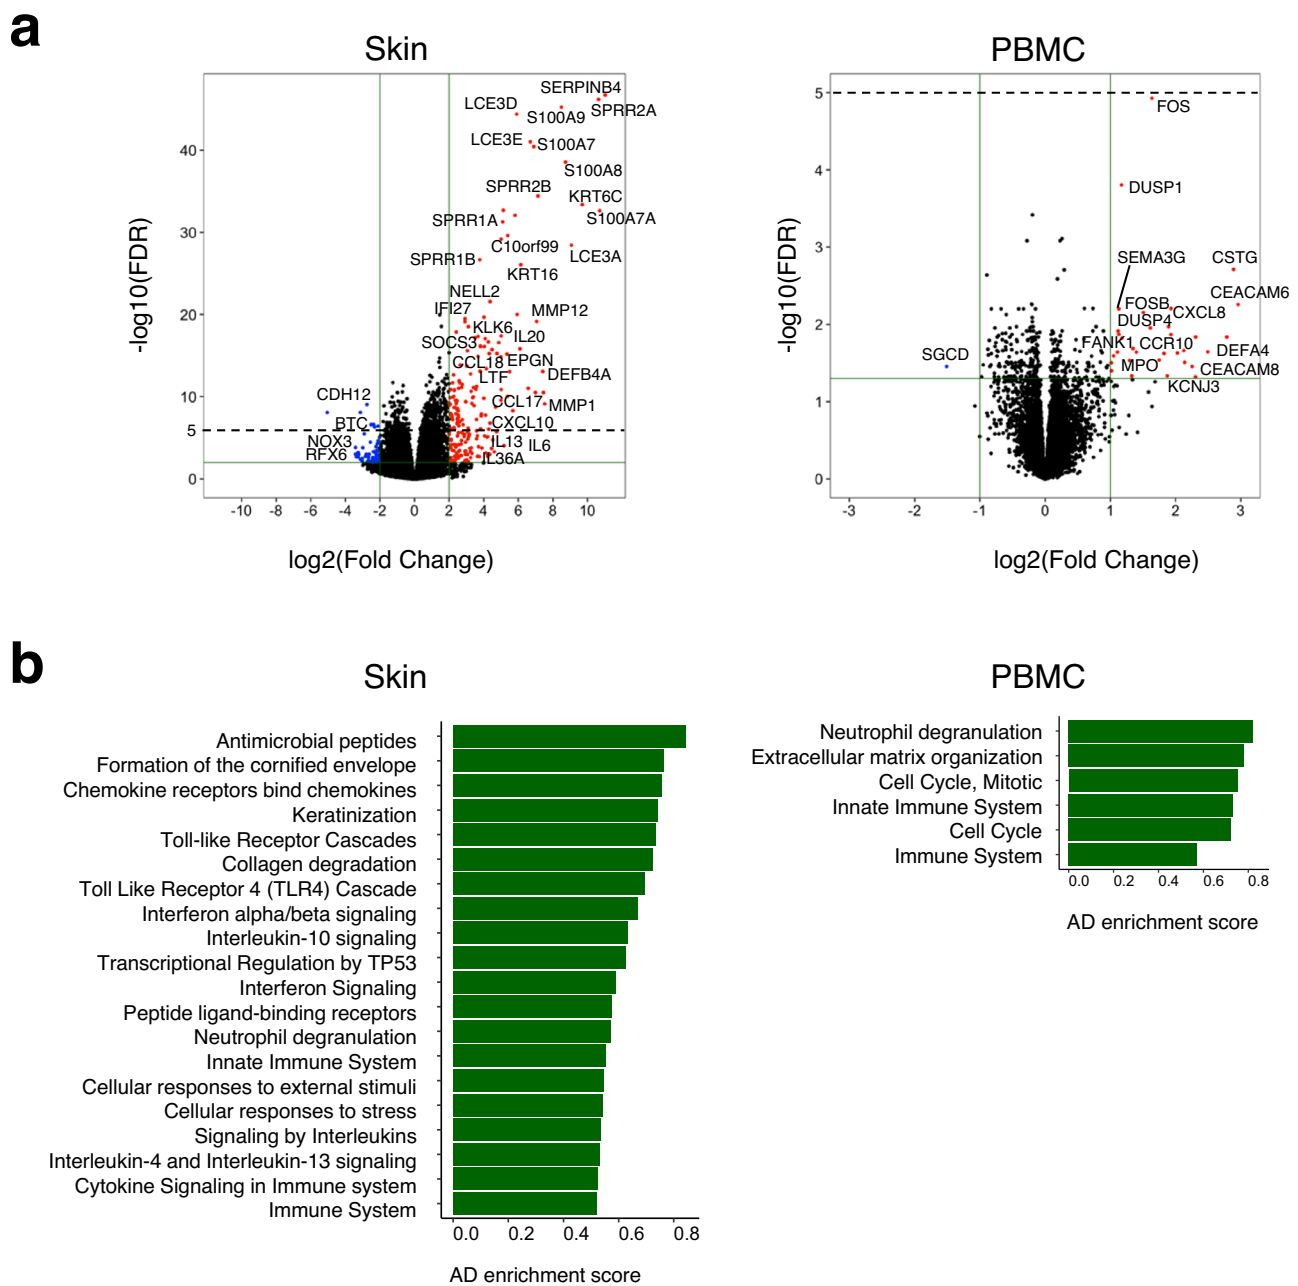 a
Skin
PBMC
-log10(FDR)
40
30
20
10
5
0
SERPINB4
LCE3D
S100A9
SPRR2A
LCE3E
S100A7
S100A8
SPRR2B
KRT6C
SPRR1A
S100A7A
C10orf99
LCE3A
SPRR1B
KRT16
NELL2
IFI27
MMP12
KLK6
IL20
SOCS3
CCL18
EPGN
LTF
DEFB4A
CDH12
CCL17
MMP1
BTC
CXCL10
NOX3
IL13
IL6
RFX6
IL36A
-10 -8 -6 -4 -2 0 2 4 6 8 10
log2(Fold Change)
-log10(FDR)
5
4
3
2
1
0
FOS
DUSP1
SEMA3G
CSTG
CEACAM6
FOSB
CXCL8
DUSP4
FANK1
CCR10
SGCD
DEFA4
MPO
CEACAM8
KCNJ3
-3 -2 -1 0 1 2 3
log2(Fold Change)
b
Skin
Antimicrobial peptides
Formation of the cornified envelope
Chemokine receptors bind chemokines
Keratinization
Toll-like Receptor Cascades
Collagen degradation
Toll Like Receptor 4 (TLR4) Cascade
Interferon alpha/beta signaling
Interleukin-10 signaling
Transcriptional Regulation by TP53
Interferon Signaling
Peptide ligand-binding receptors
Neutrophil degranulation
Innate Immune System
Cellular responses to external stimuli
Cellular responses to stress
Signaling by Interleukins
Interleukin-4 and Interleukin-13 signaling
Cytokine Signaling in Immune system
Immune System
0.0 0.2 0.4 0.6 0.8
AD enrichment score
PBMC
Neutrophil degranulation
Extracellular matrix organization
Cell Cycle, Mitotic
Innate Immune System
Cell Cycle
Immune System
0.0 0.2 0.4 0.6 0.8
AD enrichment score